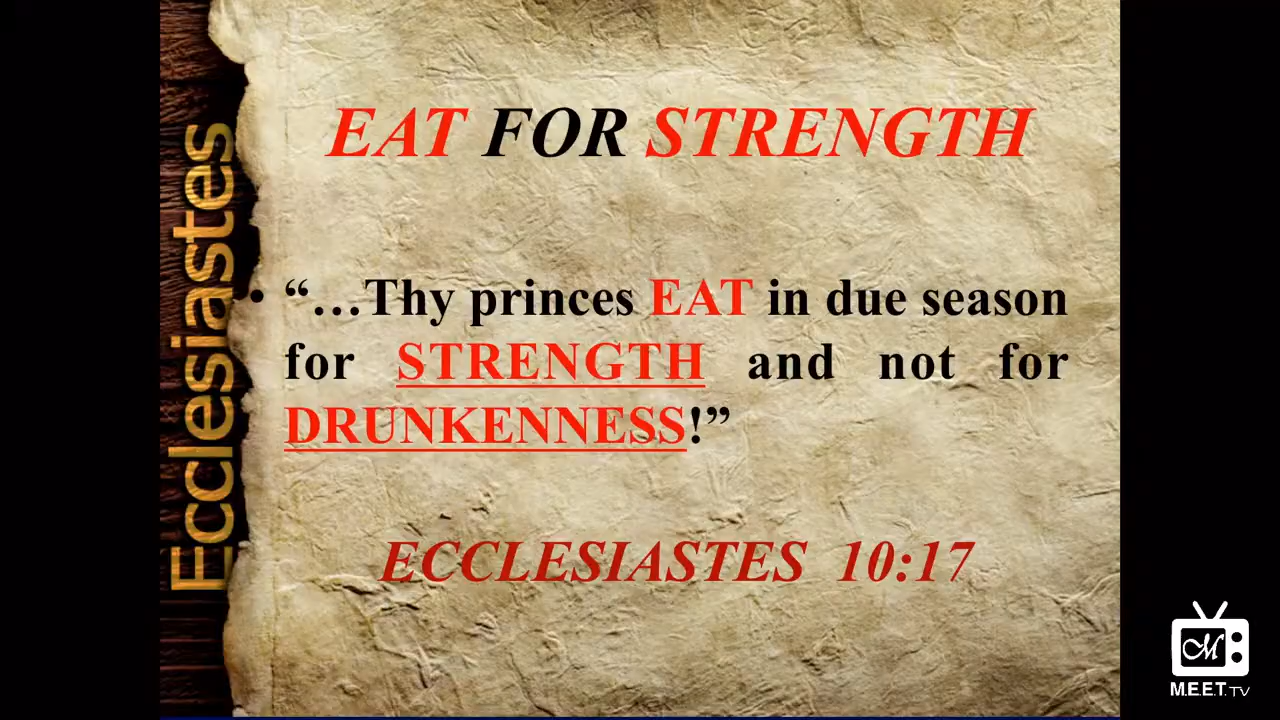 EAT FOR STRENGTH
Ecclesiastes
• “…Thy princes EAT in due season
for STRENGTH and not for
DRUNKENNESS!”
ECCLESIASTES 10:17
M
M.E.E.T. TV